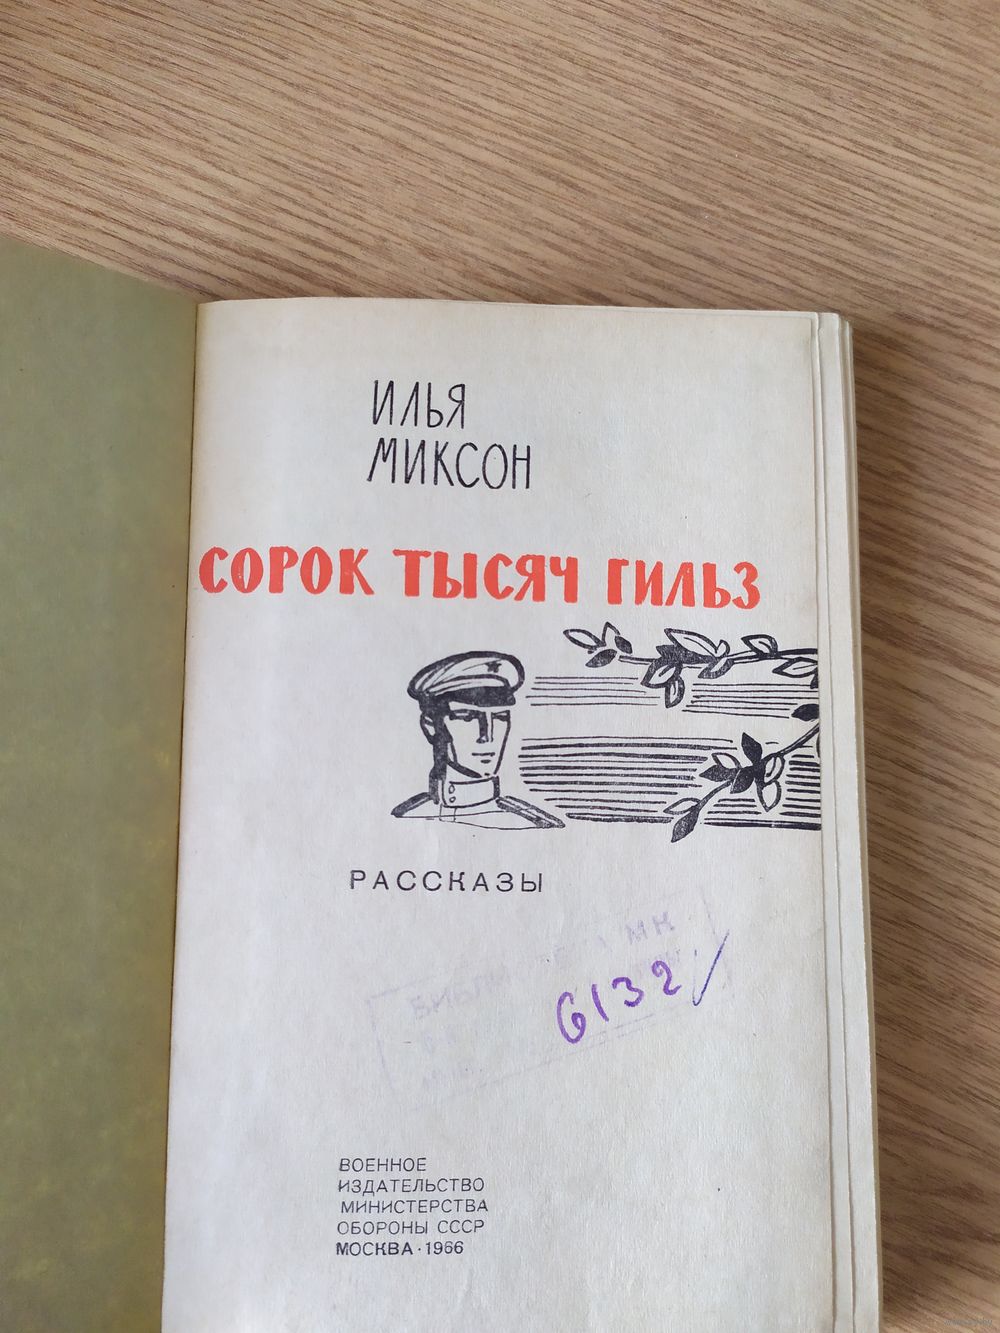 ИЛЬЯ
МИКСОН
СОРОК ТЫСЯЧ ГИЛЬЗ
РАССКАЗЫ
6132
ВОЕННОЕ
ИЗДАТЕЛЬСТВО
МИНИСТЕРСТВА
ОБОРОНЫ СССР
МОСКВА · 1966